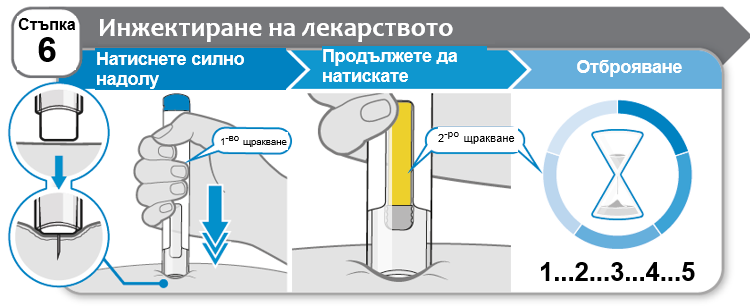 Стъпка
6
Инжектиране на лекарството
Натиснете силно
надолу
Продължете да
натискате
Отброяване
1-во щракване
2-ро щракване
1...2...3...4...5